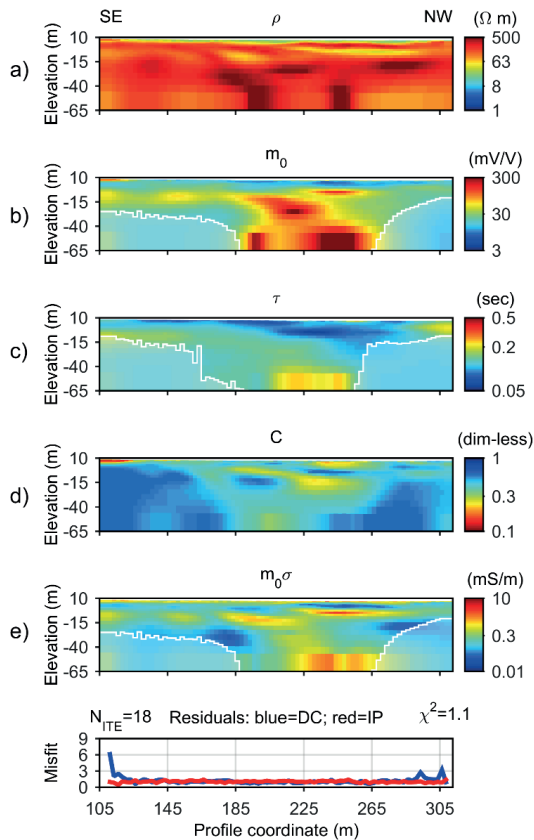 SE ρ NW (Ω m)
a) Elevation (m) 10 -15 -40 -65 500 63 8 1
m0 (mV/V)
b) Elevation (m) 10 -15 -40 -65 300 30 3
τ (sec)
c) Elevation (m) 10 -15 -40 -65 0.5 0.2 0.05
C (dim-less)
d) Elevation (m) 10 -15 -40 -65 1 0.3 0.1
m0σ (mS/m)
e) Elevation (m) 10 -15 -40 -65 10 0.3 0.01
NITE=18 Residuals: blue=DC; red=IP χ2=1.1
Misfit 9 6 3 0
105 145 185 225 265 305
Profile coordinate (m)